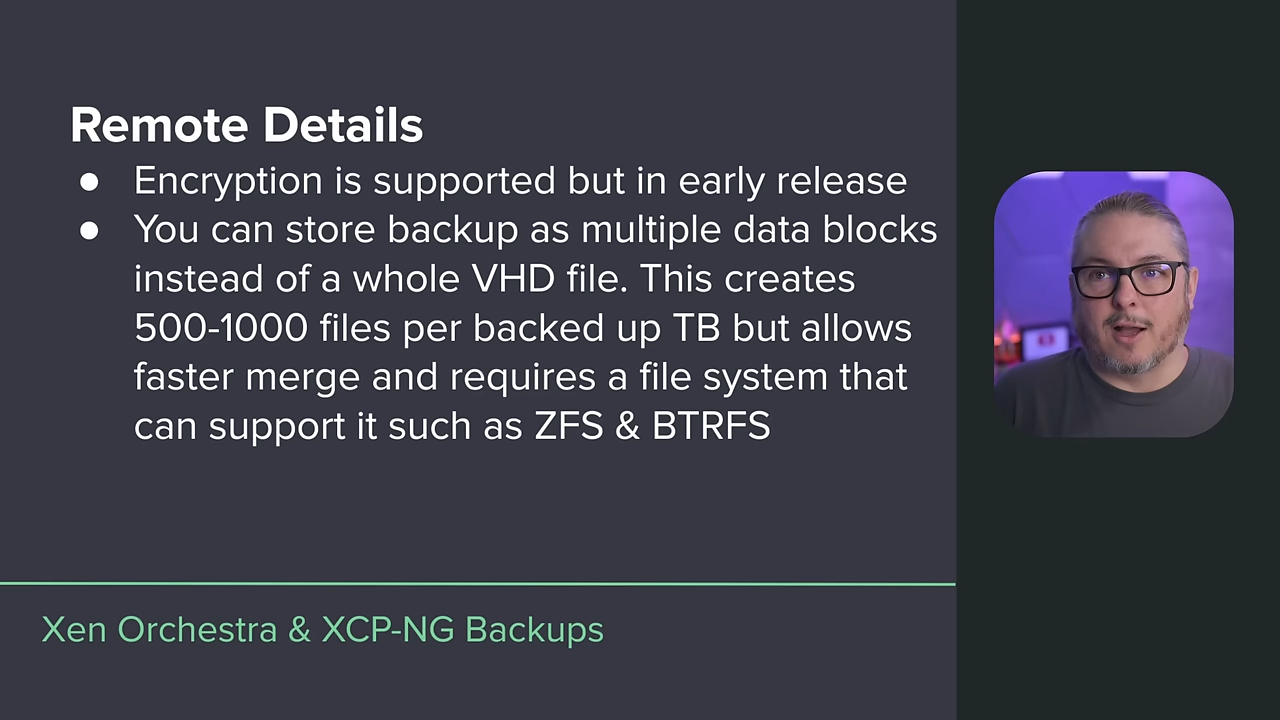 Remote Details
● Encryption is supported but in early release
● You can store backup as multiple data blocks
instead of a whole VHD file. This creates
500-1000 files per backed up TB but allows
faster merge and requires a file system that
can support it such as ZFS & BTRFS
Xen Orchestra & XCP-NG Backups